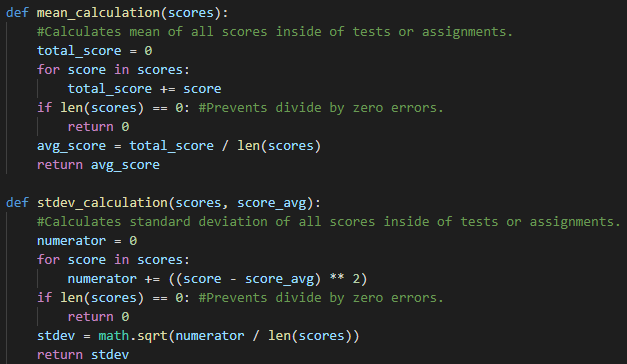 def mean_calculation(scores):
    #Calculates mean of all scores inside of tests or assignments.
    total_score = 0
    for score in scores:
        total_score += score
    if len(scores) == 0: #Prevents divide by zero errors.
        return 0
    avg_score = total_score / len(scores)
    return avg_score

def stdev_calculation(scores, score_avg):
    #Calculates standard deviation of all scores inside of tests or assignments.
    numerator = 0
    for score in scores:
        numerator += ((score - score_avg) ** 2)
    if len(scores) == 0: #Prevents divide by zero errors.
        return 0
    stdev = math.sqrt(numerator / len(scores))
    return stdev